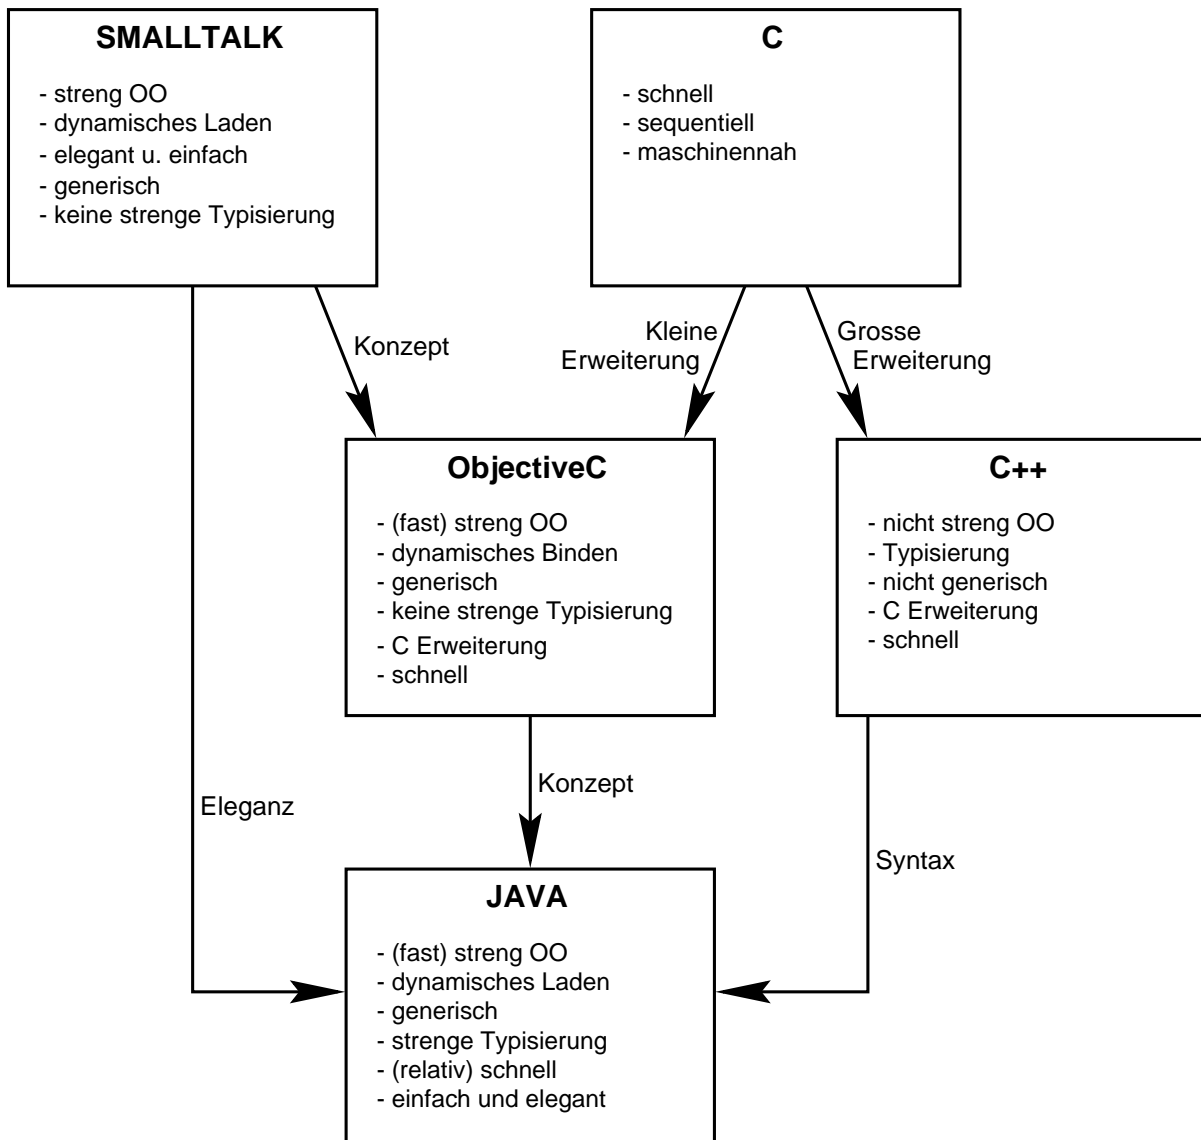 SMALLTALK
- streng OO
- dynamisches Laden
- elegant u. einfach
- generisch
- keine strenge Typisierung
C
- schnell
- sequentiell
- maschinennah
Konzept
Kleine
Erweiterung
Grosse
Erweiterung
ObjectiveC
- (fast) streng OO
- dynamisches Binden
- generisch
- keine strenge Typisierung
- C Erweiterung
- schnell
C++
- nicht streng OO
- Typisierung
- nicht generisch
- C Erweiterung
- schnell
Eleganz
Konzept
Syntax
JAVA
- (fast) streng OO
- dynamisches Laden
- generisch
- strenge Typisierung
- (relativ) schnell
- einfach und elegant